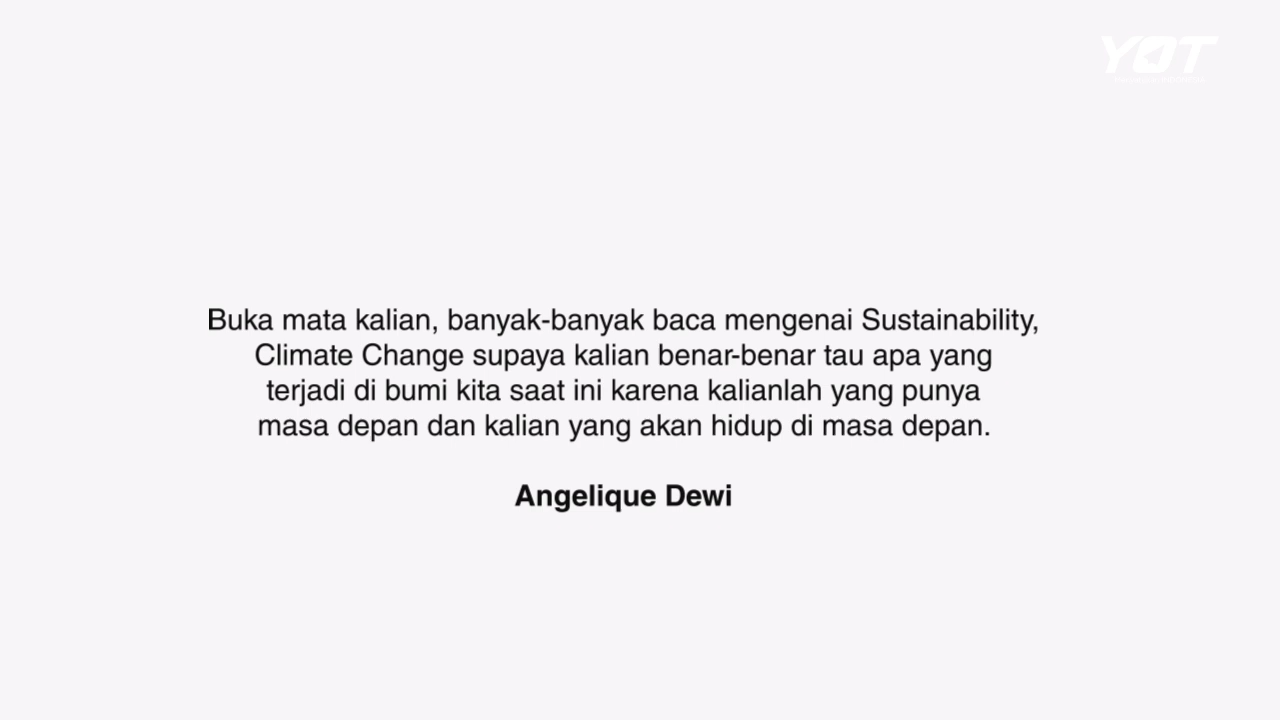 YOT
Buka mata kalian, banyak-banyak baca mengenai Sustainability,
Climate Change supaya kalian benar-benar tau apa yang
terjadi di bumi kita saat ini karena kalianlah yang punya
masa depan dan kalian yang akan hidup di masa depan.
Angelique Dewi